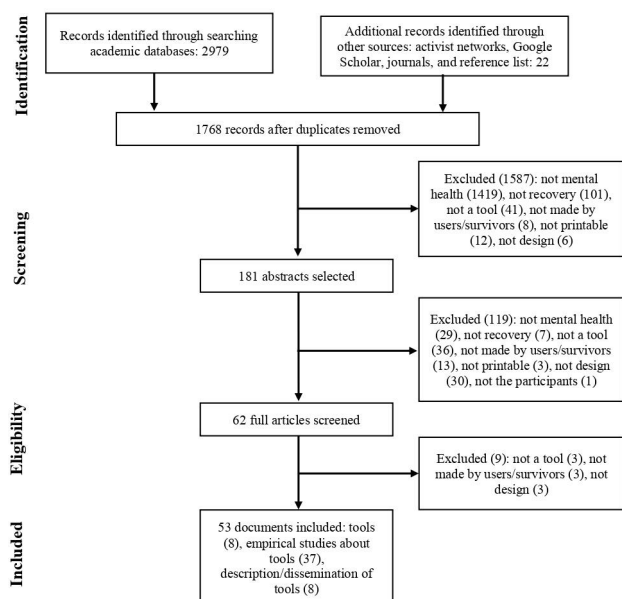 Identification
Records identified through searching
academic databases: 2979
Additional records identified through
other sources: activist networks, Google
Scholar, journals, and reference list: 22
1768 records after duplicates removed
Screening
Excluded (1587): not mental
health (1419), not recovery (101),
not a tool (41), not made by
users/survivors (8), not printable
(12), not design (6)
181 abstracts selected
Excluded (119): not mental health
(29), not recovery (7), not a tool
(36), not made by users/survivors
(13), not printable (3), not design
(30), not the participants (1)
Eligibility
62 full articles screened
Excluded (9): not a tool (3), not
made by users/survivors (3), not
design (3)
Included
53 documents included: tools
(8), empirical studies about
tools (37),
description/dissemination of
tools (8)